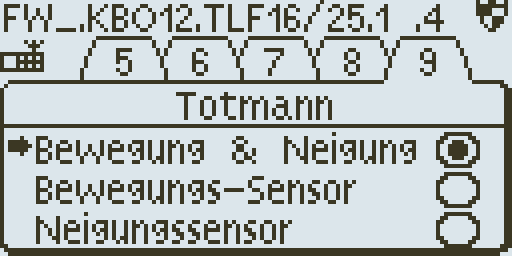 FW_.KBO12.TLF16/25.1 .4
5 6 7 8 9
Totmann
Bewegung & Neigung
Bewegungs-Sensor
Neigungssensor